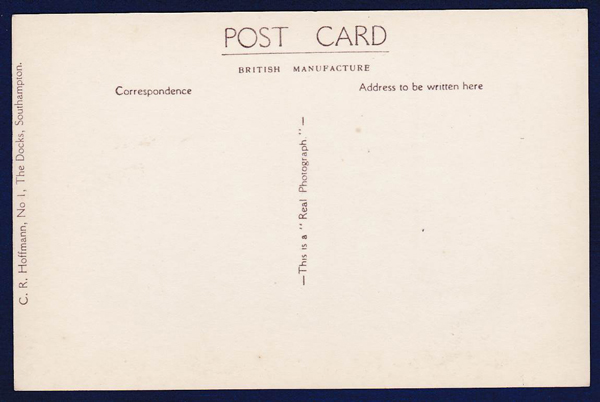 POST CARD
BRITISH MANUFACTURE
Correspondence
Address to be written here
—This is a "Real Photograph."—
C. R. Hoffmann, No 1, The Docks, Southampton.